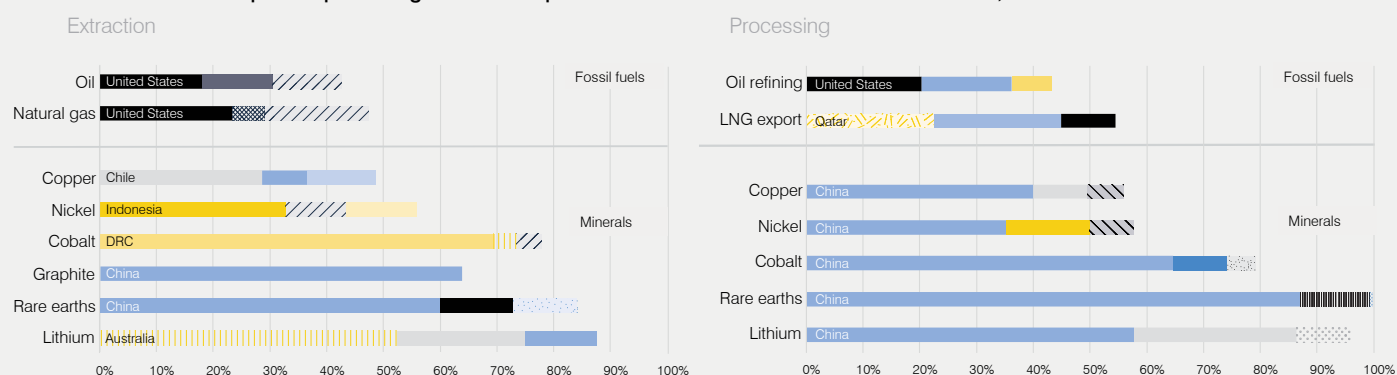 Extraction
Processing
Oil United States
Natural gas United States
Fossil fuels
Copper Chile
Nickel Indonesia
Cobalt DRC
Graphite China
Rare earths China
Lithium Australia
Minerals
0% 10% 20% 30% 40% 50% 60% 70% 80% 90% 100%
Oil refining United States
LNG export Qatar
Fossil fuels
Copper China
Nickel China
Cobalt China
Rare earths China
Lithium China
Minerals
0% 10% 20% 30% 40% 50% 60% 70% 80% 90% 100%